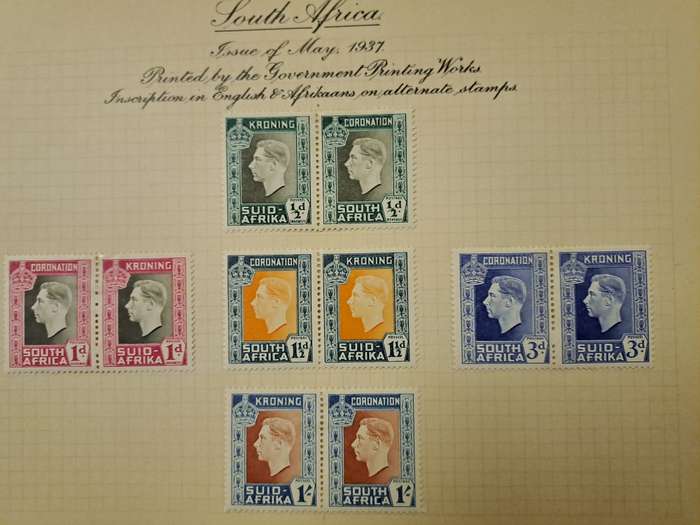 South Africa
Issue of May, 1937.
Printed by the Government Printing Works.
Inscription in English & Afrikaans, on alternate stamps.
KRONING CORONATION
POSTAGE POSTAGE
SUID-AFRIKA ½d SOUTH AFRICA ½d
CORONATION KRONING
SOUTH AFRICA 1d SUID-AFRIKA 1d
CORONATION KRONING
SOUTH AFRICA 1½d SUID-AFRIKA 1½d
CORONATION KRONING
SOUTH AFRICA 3d. SUID-AFRIKA 3d.
KRONING CORONATION
SUID-AFRIKA 1/- SOUTH AFRICA 1/-